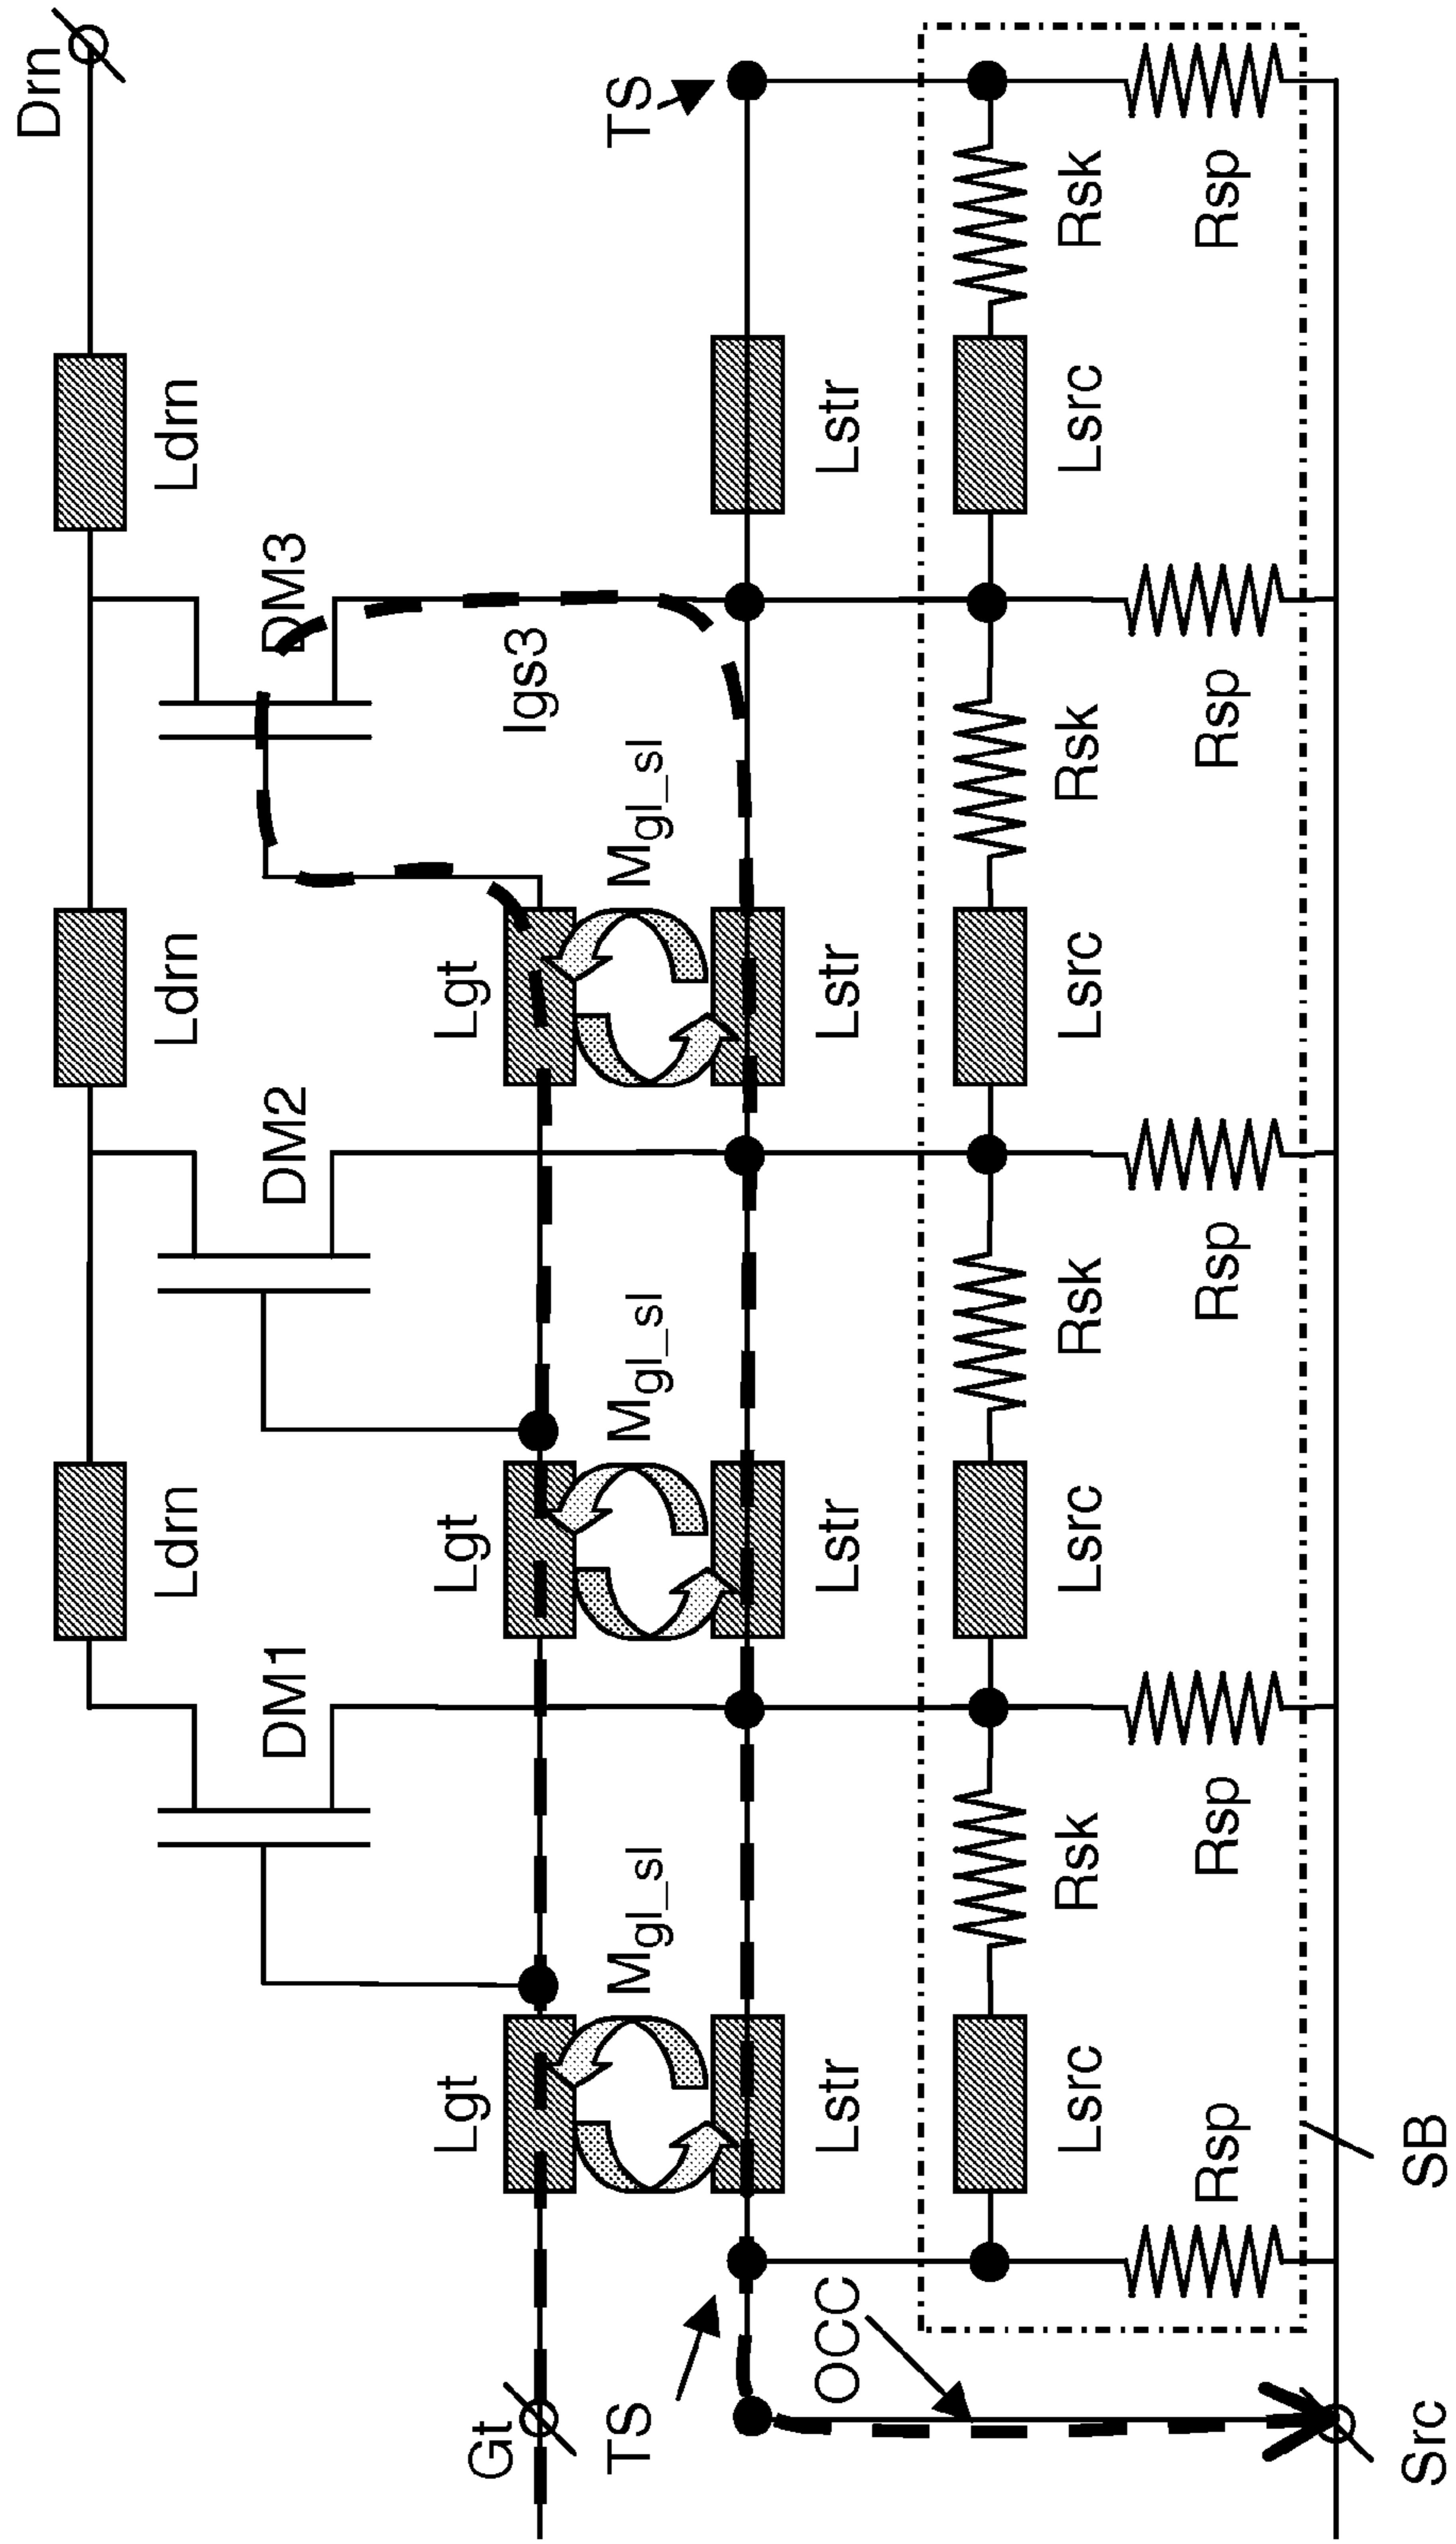 Drn
Ldrn
Ldrn
Ldrn
DM1
DM2
DM3
Igs3
Gt
Lgt
Lgt
Lgt
Mgl_sl
Mgl_sl
Mgl_sl
TS
TS
Lstr
Lstr
Lstr
Lstr
OCC
Lsrc
Rsk
Lsrc
Rsk
Lsrc
Rsk
Lsrc
Rsk
Rsp
Rsp
Rsp
Rsp
Rsp
Src
SB